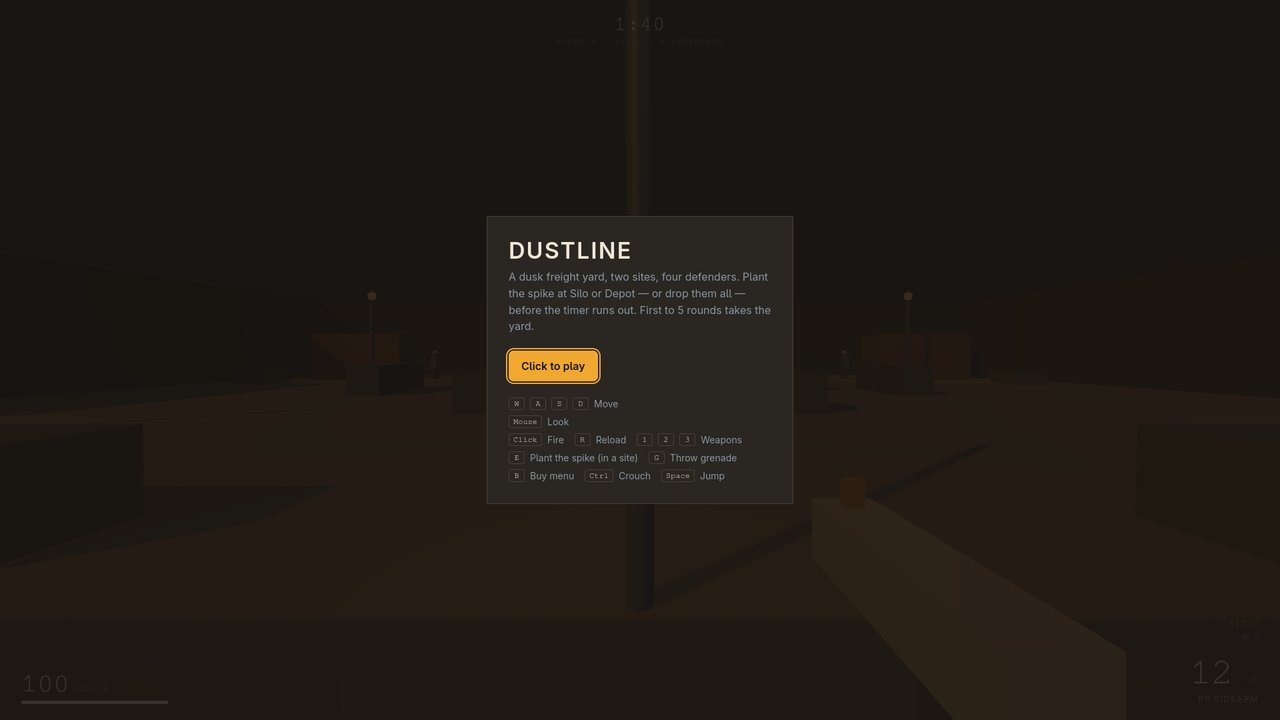 1:40
DUSTLINE
A dusk freight yard, two sites, four defenders. Plant
the spike at Silo or Depot — or drop them all —
before the timer runs out. First to 5 rounds takes the
yard.
Click to play
W A S D Move
Mouse Look
Click Fire R Reload 1 2 3 Weapons
E Plant the spike (in a site) G Throw grenade
B Buy menu Ctrl Crouch Space Jump
100 HEALTH
12
P9 SIDEARM